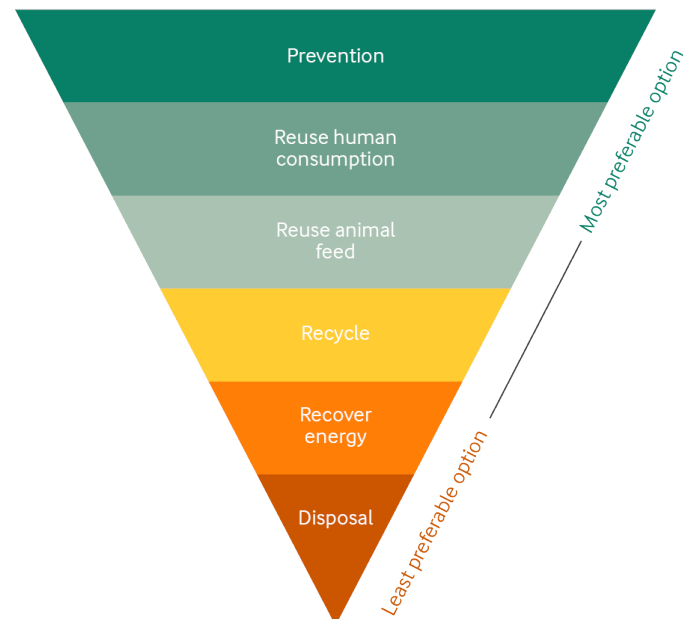 Prevention
Reuse human
consumption
Reuse animal
feed
Recycle
Recover
energy
Disposal
Most preferable option
Least preferable option